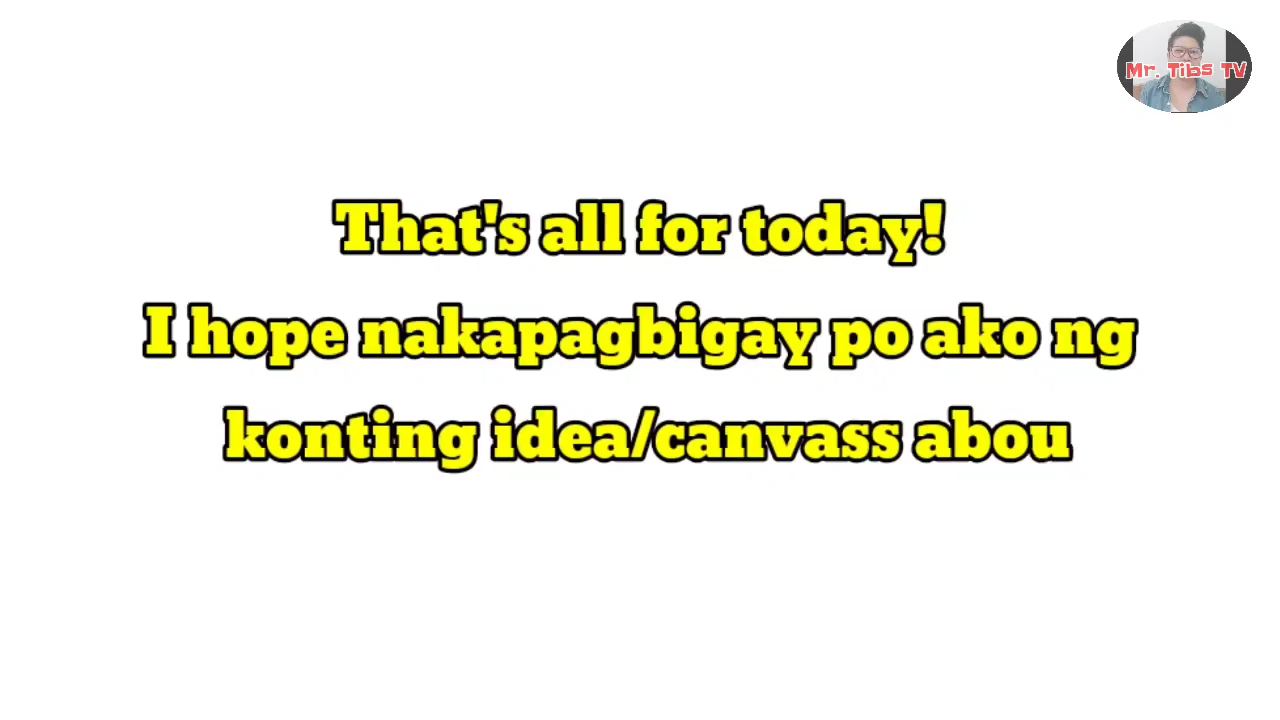 Mr. Tibs TV
That's all for today!
I hope nakapagbigay po ako ng
konting idea/canvass abou